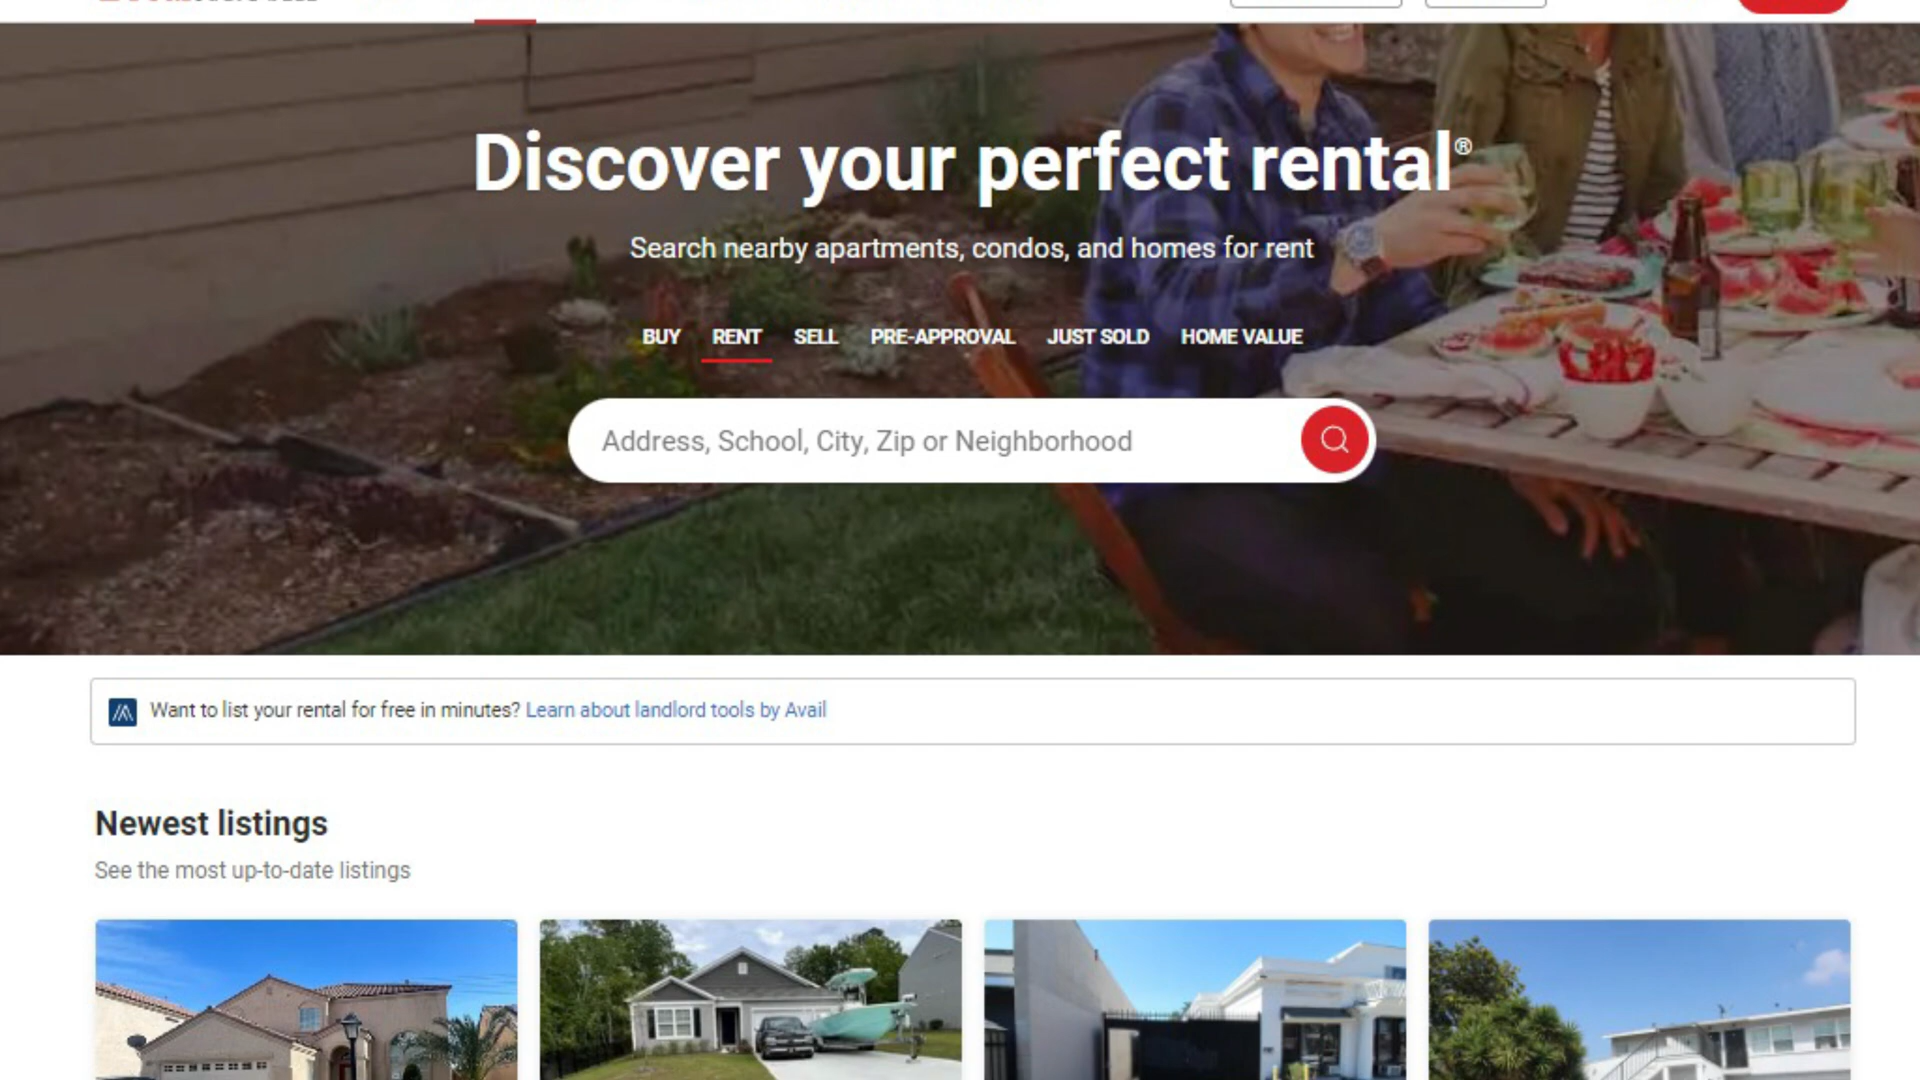 Discover your perfect rental®
Search nearby apartments, condos, and homes for rent
BUY RENT SELL PRE-APPROVAL JUST SOLD HOME VALUE
Address, School, City, Zip or Neighborhood
Want to list your rental for free in minutes? Learn about landlord tools by Avail
Newest listings
See the most up-to-date listings